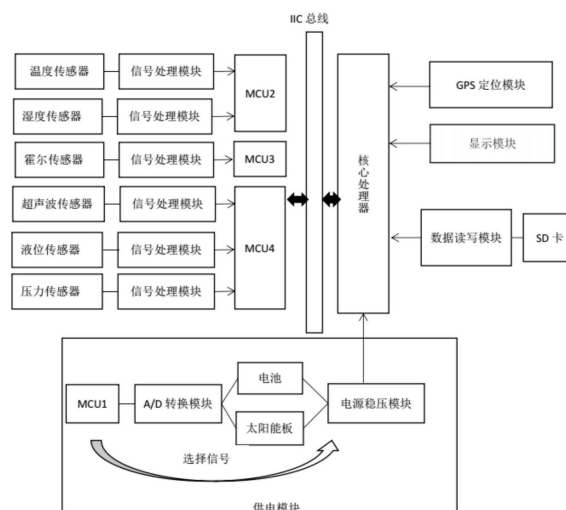 IIC 总线
温度传感器
信号处理模块
MCU2
湿度传感器
信号处理模块
霍尔传感器
信号处理模块
MCU3
超声波传感器
信号处理模块
MCU4
液位传感器
信号处理模块
压力传感器
信号处理模块
核心处理器
GPS 定位模块
显示模块
数据读写模块
SD 卡
MCU1
A/D 转换模块
电池
太阳能板
电源稳压模块
选择信号
供电模块